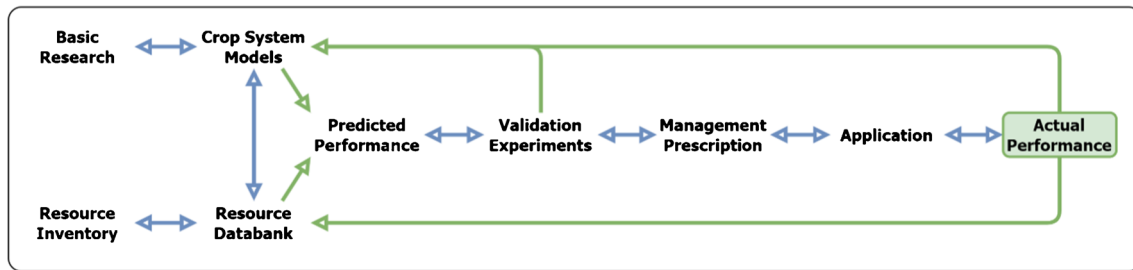 Basic
Research
Crop System
Models
Predicted
Performance
Validation
Experiments
Management
Prescription
Application
Actual
Performance
Resource
Inventory
Resource
Databank